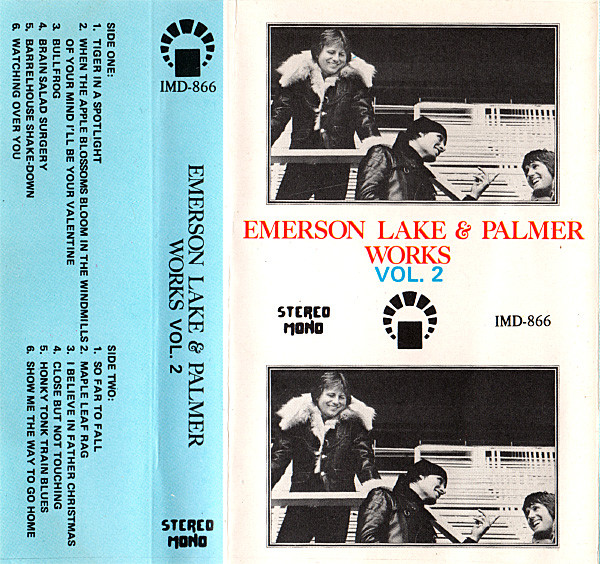 SIDE ONE:
1. TIGER IN A SPOTLIGHT
2. WHEN THE APPLE BLOSSOMS BLOOM IN THE WINDMILLS
OF YOUR MIND I'LL BE YOUR VALENTINE
3. BULLFROG
4. BRAIN SALAD SURGERY
5. BARRELHOUSE SHAKE-DOWN
6. WATCHING OVER YOU
SIDE TWO:
1. SO FAR TO FALL
2. MAPLE LEAF RAG
3. I BELIEVE IN FATHER CHRISTMAS
4. CLOSE BUT NOT TOUCHING
5. HONKY TONK TRAIN BLUES
6. SHOW ME THE WAY TO GO HOME
IMD-866
EMERSON LAKE & PALMER
WORKS VOL. 2
STEREO
MONO
EMERSON LAKE & PALMER
WORKS
VOL. 2
STEREO
MONO
IMD-866